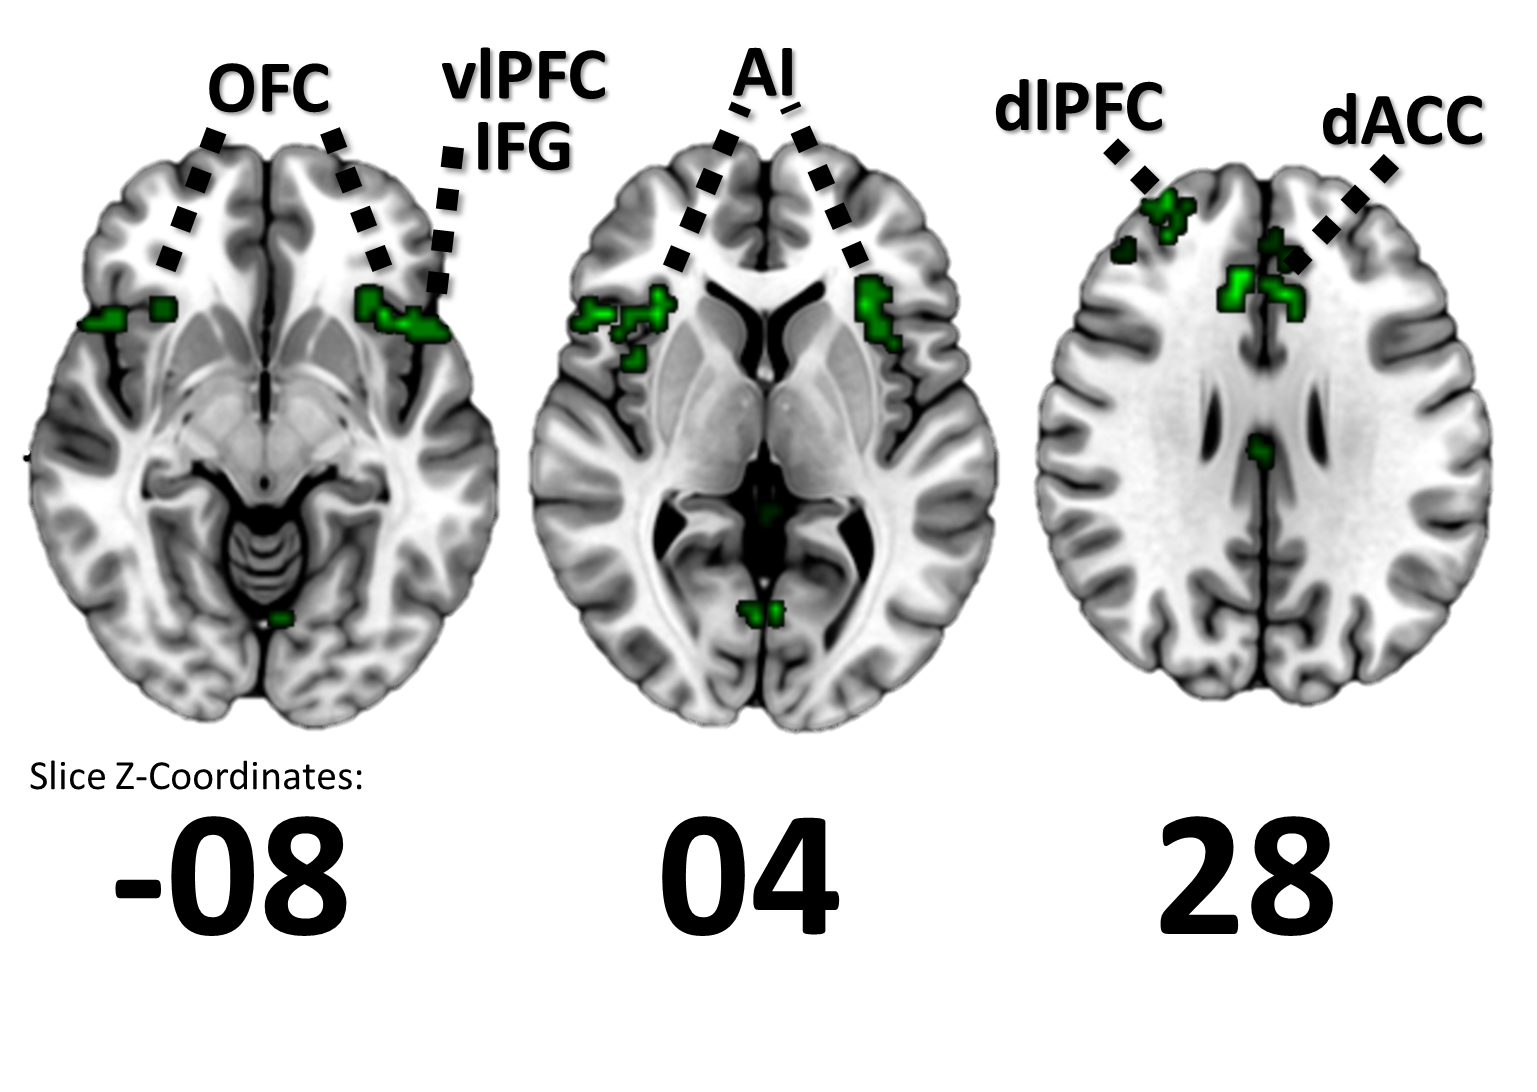 OFC
vlPFC
IFG
AI
dlPFC
dACC
Slice Z-Coordinates:
-08
04
28